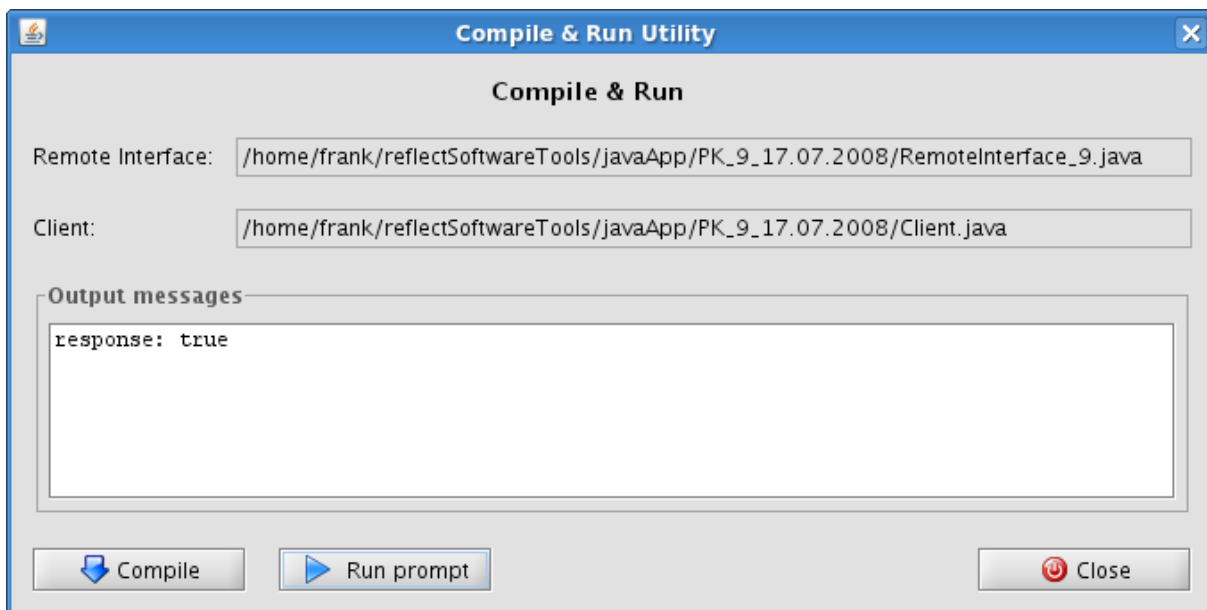 Compile & Run Utility
Compile & Run
Remote Interface: /home/frank/reflectSoftwareTools/javaApp/PK_9_17.07.2008/RemoteInterface_9.java
Client: /home/frank/reflectSoftwareTools/javaApp/PK_9_17.07.2008/Client.java
Output messages
response: true
Compile Run prompt Close